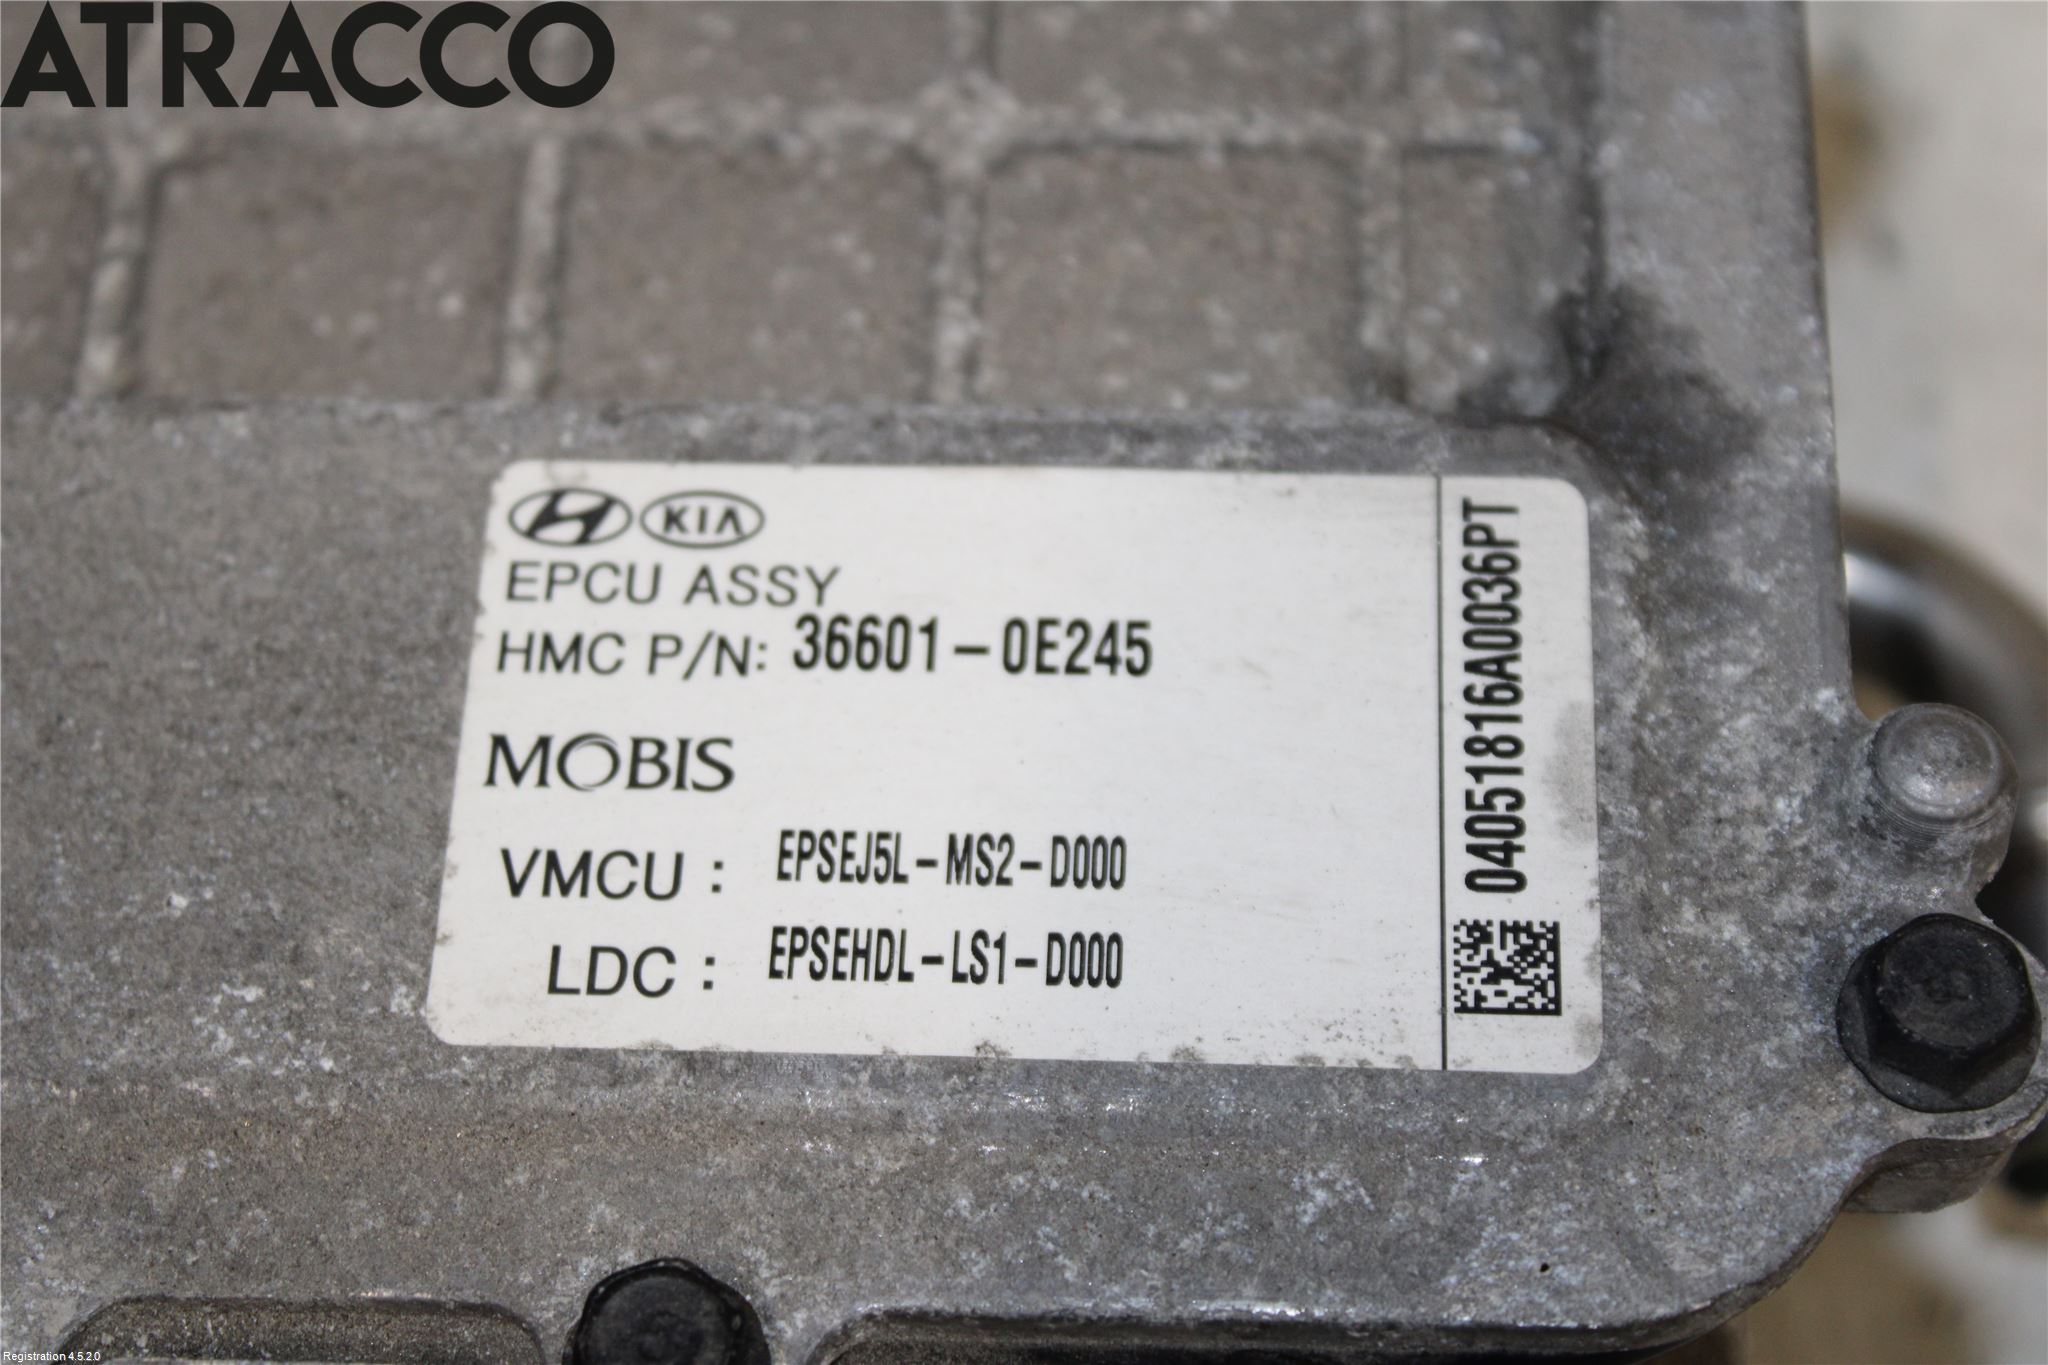 ATRACCO
KIA
EPCU ASSY
HMC P/N: 36601-0E245
MOBIS
VMCU : EPSEJ5L-MS2-D000
LDC : EPSEHDL-LS1-D000
04051816A0036PT
Registration 4.5.2.0